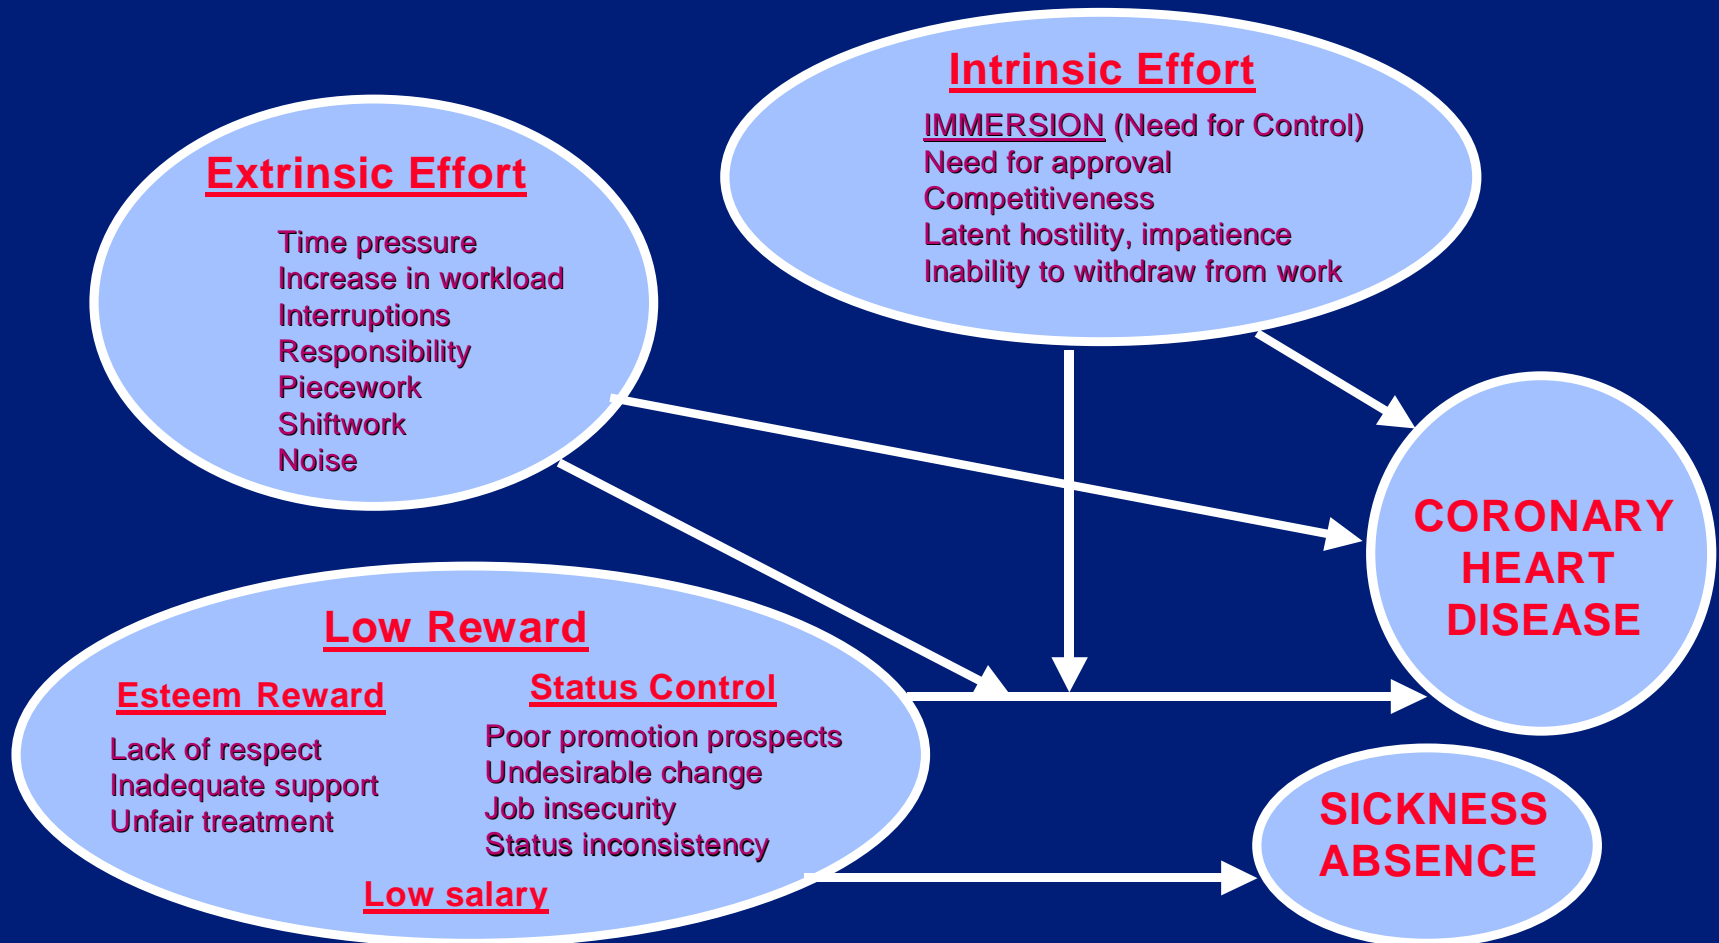 Intrinsic Effort
IMMERSION (Need for Control)
Need for approval
Competitiveness
Latent hostility, impatience
Inability to withdraw from work
Extrinsic Effort
Time pressure
Increase in workload
Interruptions
Responsibility
Piecework
Shiftwork
Noise
CORONARY
HEART
DISEASE
Low Reward
Esteem Reward
Lack of respect
Inadequate support
Unfair treatment
Status Control
Poor promotion prospects
Undesirable change
Job insecurity
Status inconsistency
Low salary
SICKNESS
ABSENCE